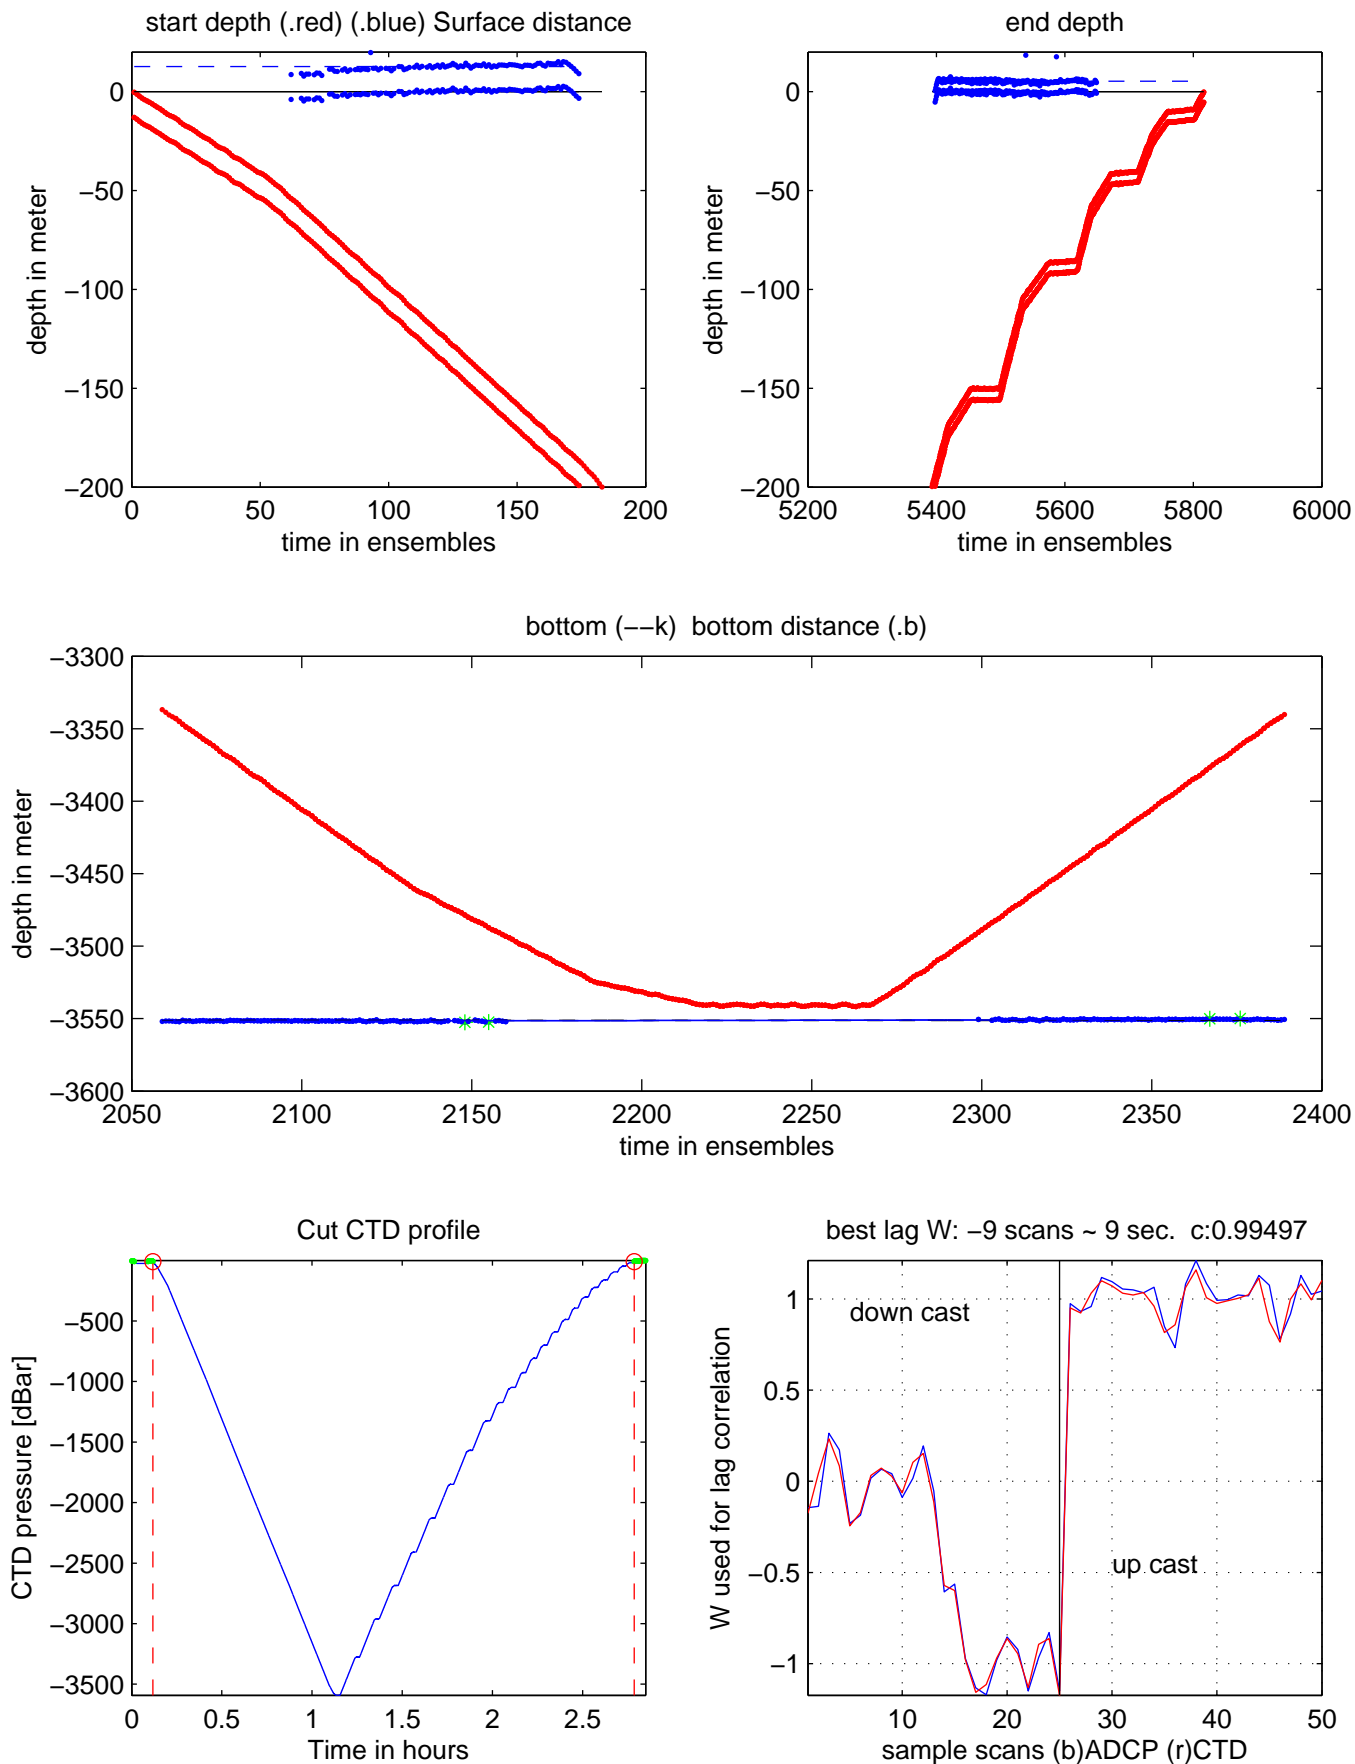 start depth (.red) (.blue) Surface distance
0
−50
−100
−150
−200
depth in meter
0 50 100 150 200
time in ensembles
end depth
0
−50
−100
−150
−200
depth in meter
5200 5400 5600 5800 6000
time in ensembles
bottom (−−k) bottom distance (.b)
−3300
−3350
−3400
−3450
−3500
−3550
−3600
depth in meter
2050 2100 2150 2200 2250 2300 2350 2400
time in ensembles
Cut CTD profile
−500
−1000
−1500
−2000
−2500
−3000
−3500
CTD pressure [dBar]
0 0.5 1 1.5 2 2.5
Time in hours
best lag W: −9 scans ~ 9 sec. c:0.99497
1
0.5
0
−0.5
−1
W used for lag correlation
down cast
up cast
10 20 30 40 50
sample scans (b)ADCP (r)CTD